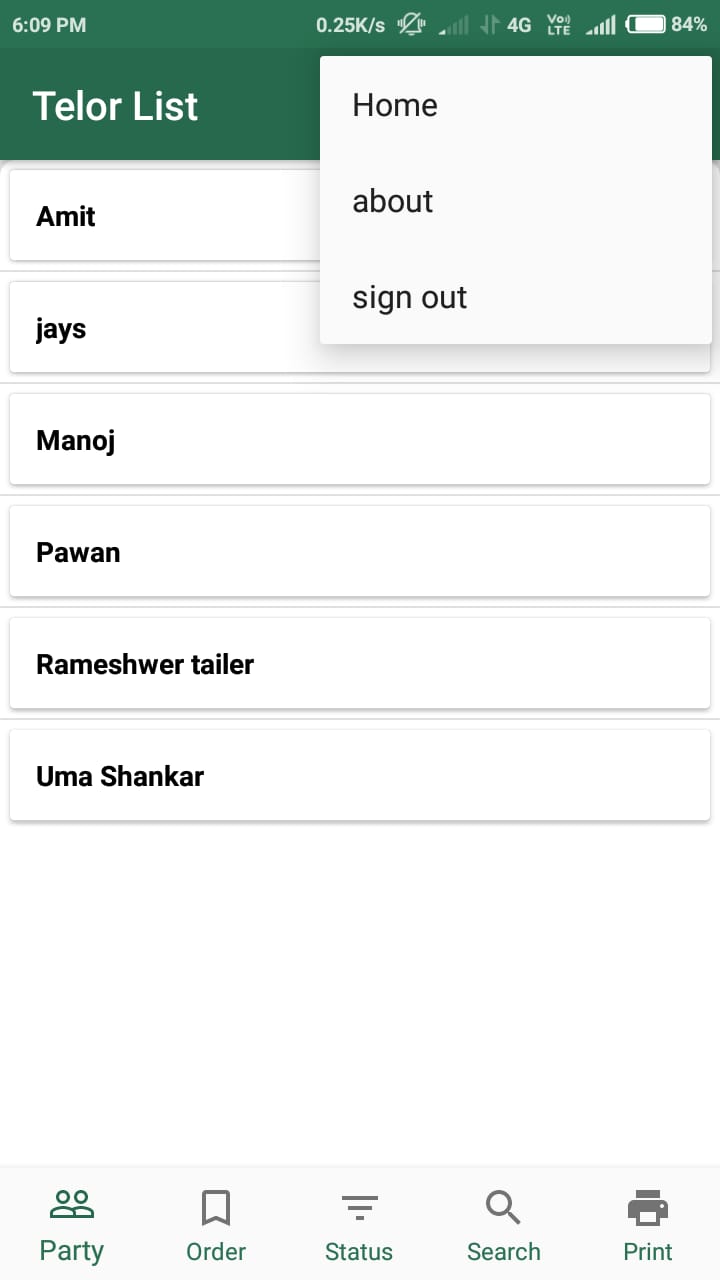 6:09 PM 0.25K/s 4G Vo) LTE 84%
Telor List
Home
about
sign out
Amit
jays
Manoj
Pawan
Rameshwer tailer
Uma Shankar
Party Order Status Search Print